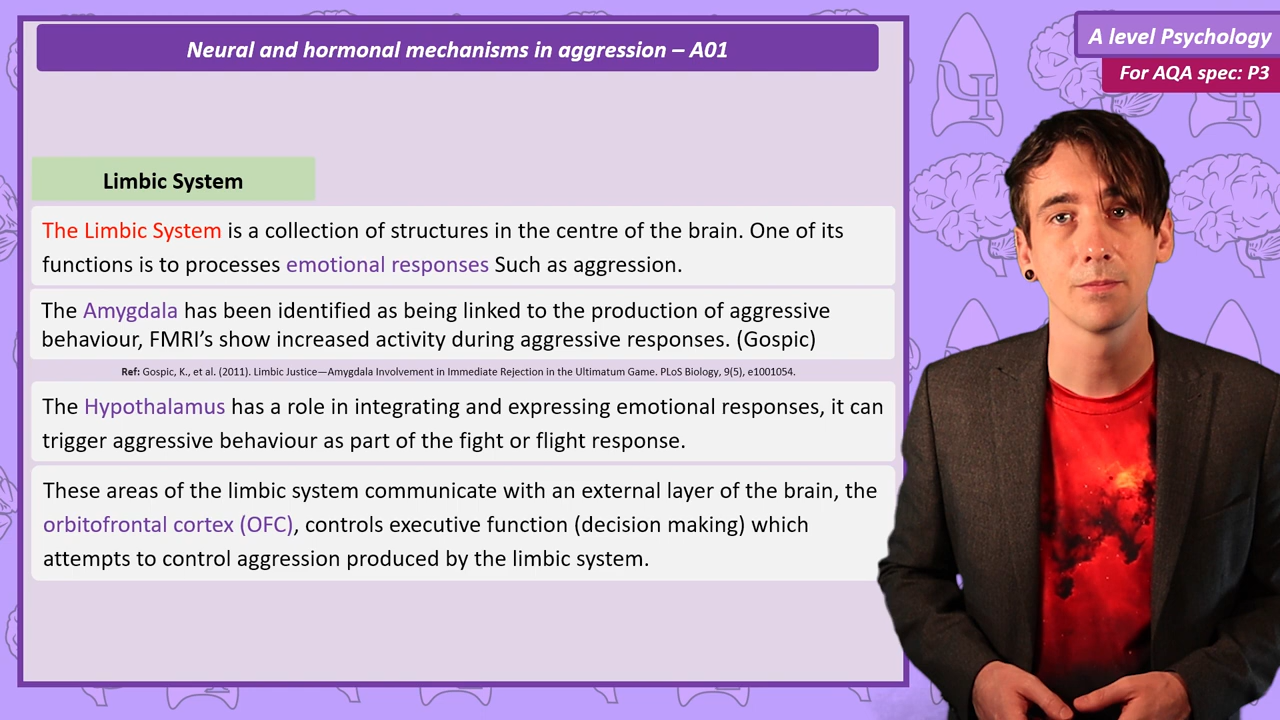 Neural and hormonal mechanisms in aggression – A01
A level Psychology
For AQA spec: P3
Limbic System
The Limbic System is a collection of structures in the centre of the brain. One of its
functions is to processes emotional responses Such as aggression.
The Amygdala has been identified as being linked to the production of aggressive
behaviour, FMRI's show increased activity during aggressive responses. (Gospic)
Ref: Gospic, K., et al. (2011). Limbic Justice—Amygdala Involvement in Immediate Rejection in the Ultimatum Game. PLoS Biology, 9(5), e1001054.
The Hypothalamus has a role in integrating and expressing emotional responses, it can
trigger aggressive behaviour as part of the fight or flight response.
These areas of the limbic system communicate with an external layer of the brain, the
orbitofrontal cortex (OFC), controls executive function (decision making) which
attempts to control aggression produced by the limbic system.